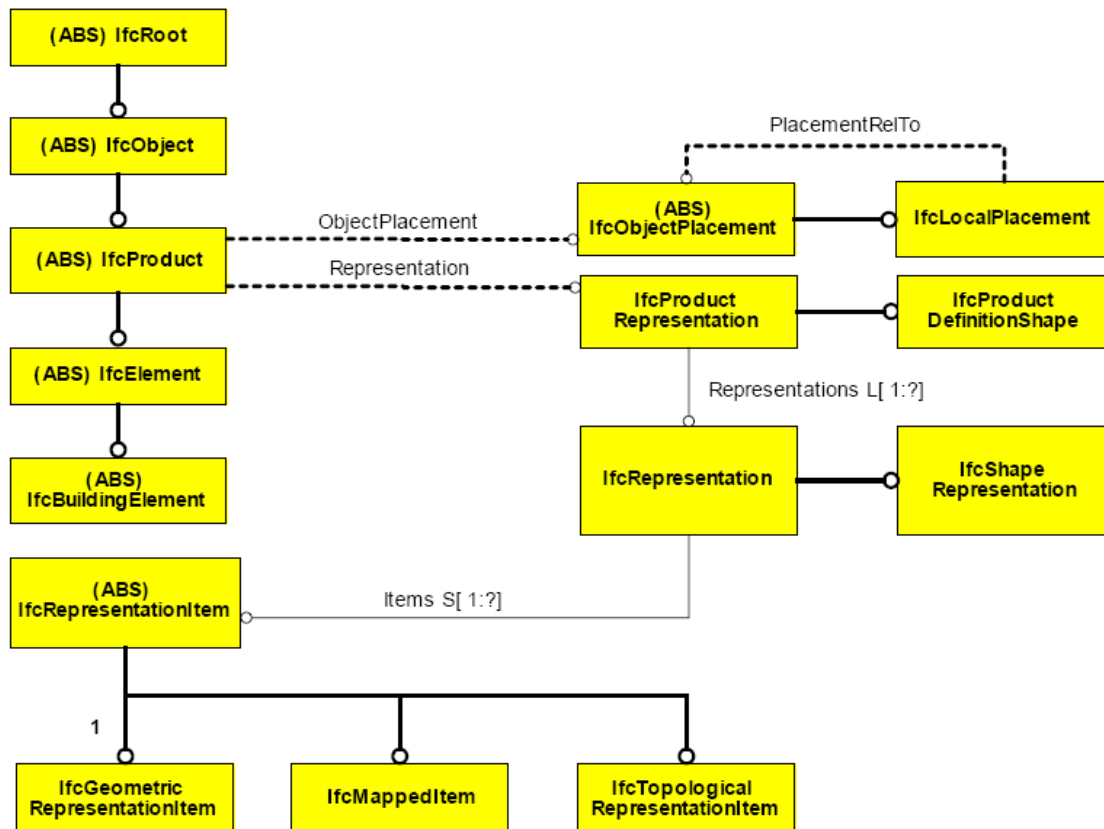 (ABS) IfcRoot
(ABS) IfcObject
PlacementRelTo
(ABS)
IfcObjectPlacement
IfcLocalPlacement
ObjectPlacement
(ABS) IfcProduct
Representation
IfcProduct
Representation
IfcProduct
DefinitionShape
(ABS) IfcElement
Representations L[ 1:?]
(ABS)
IfcBuildingElement
IfcRepresentation
IfcShape
Representation
(ABS)
IfcRepresentationItem
Items S[ 1:?]
1
IfcGeometric
RepresentationItem
IfcMappedItem
IfcTopological
RepresentationItem